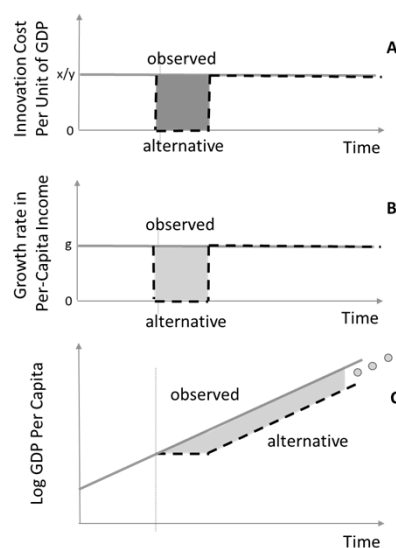 Innovation Cost
Per Unit of GDP
x/y
0
observed
alternative
Time
A
Growth rate in
Per-Capita Income
g
0
observed
alternative
Time
B
Log GDP Per Capita
observed
alternative
Time
C